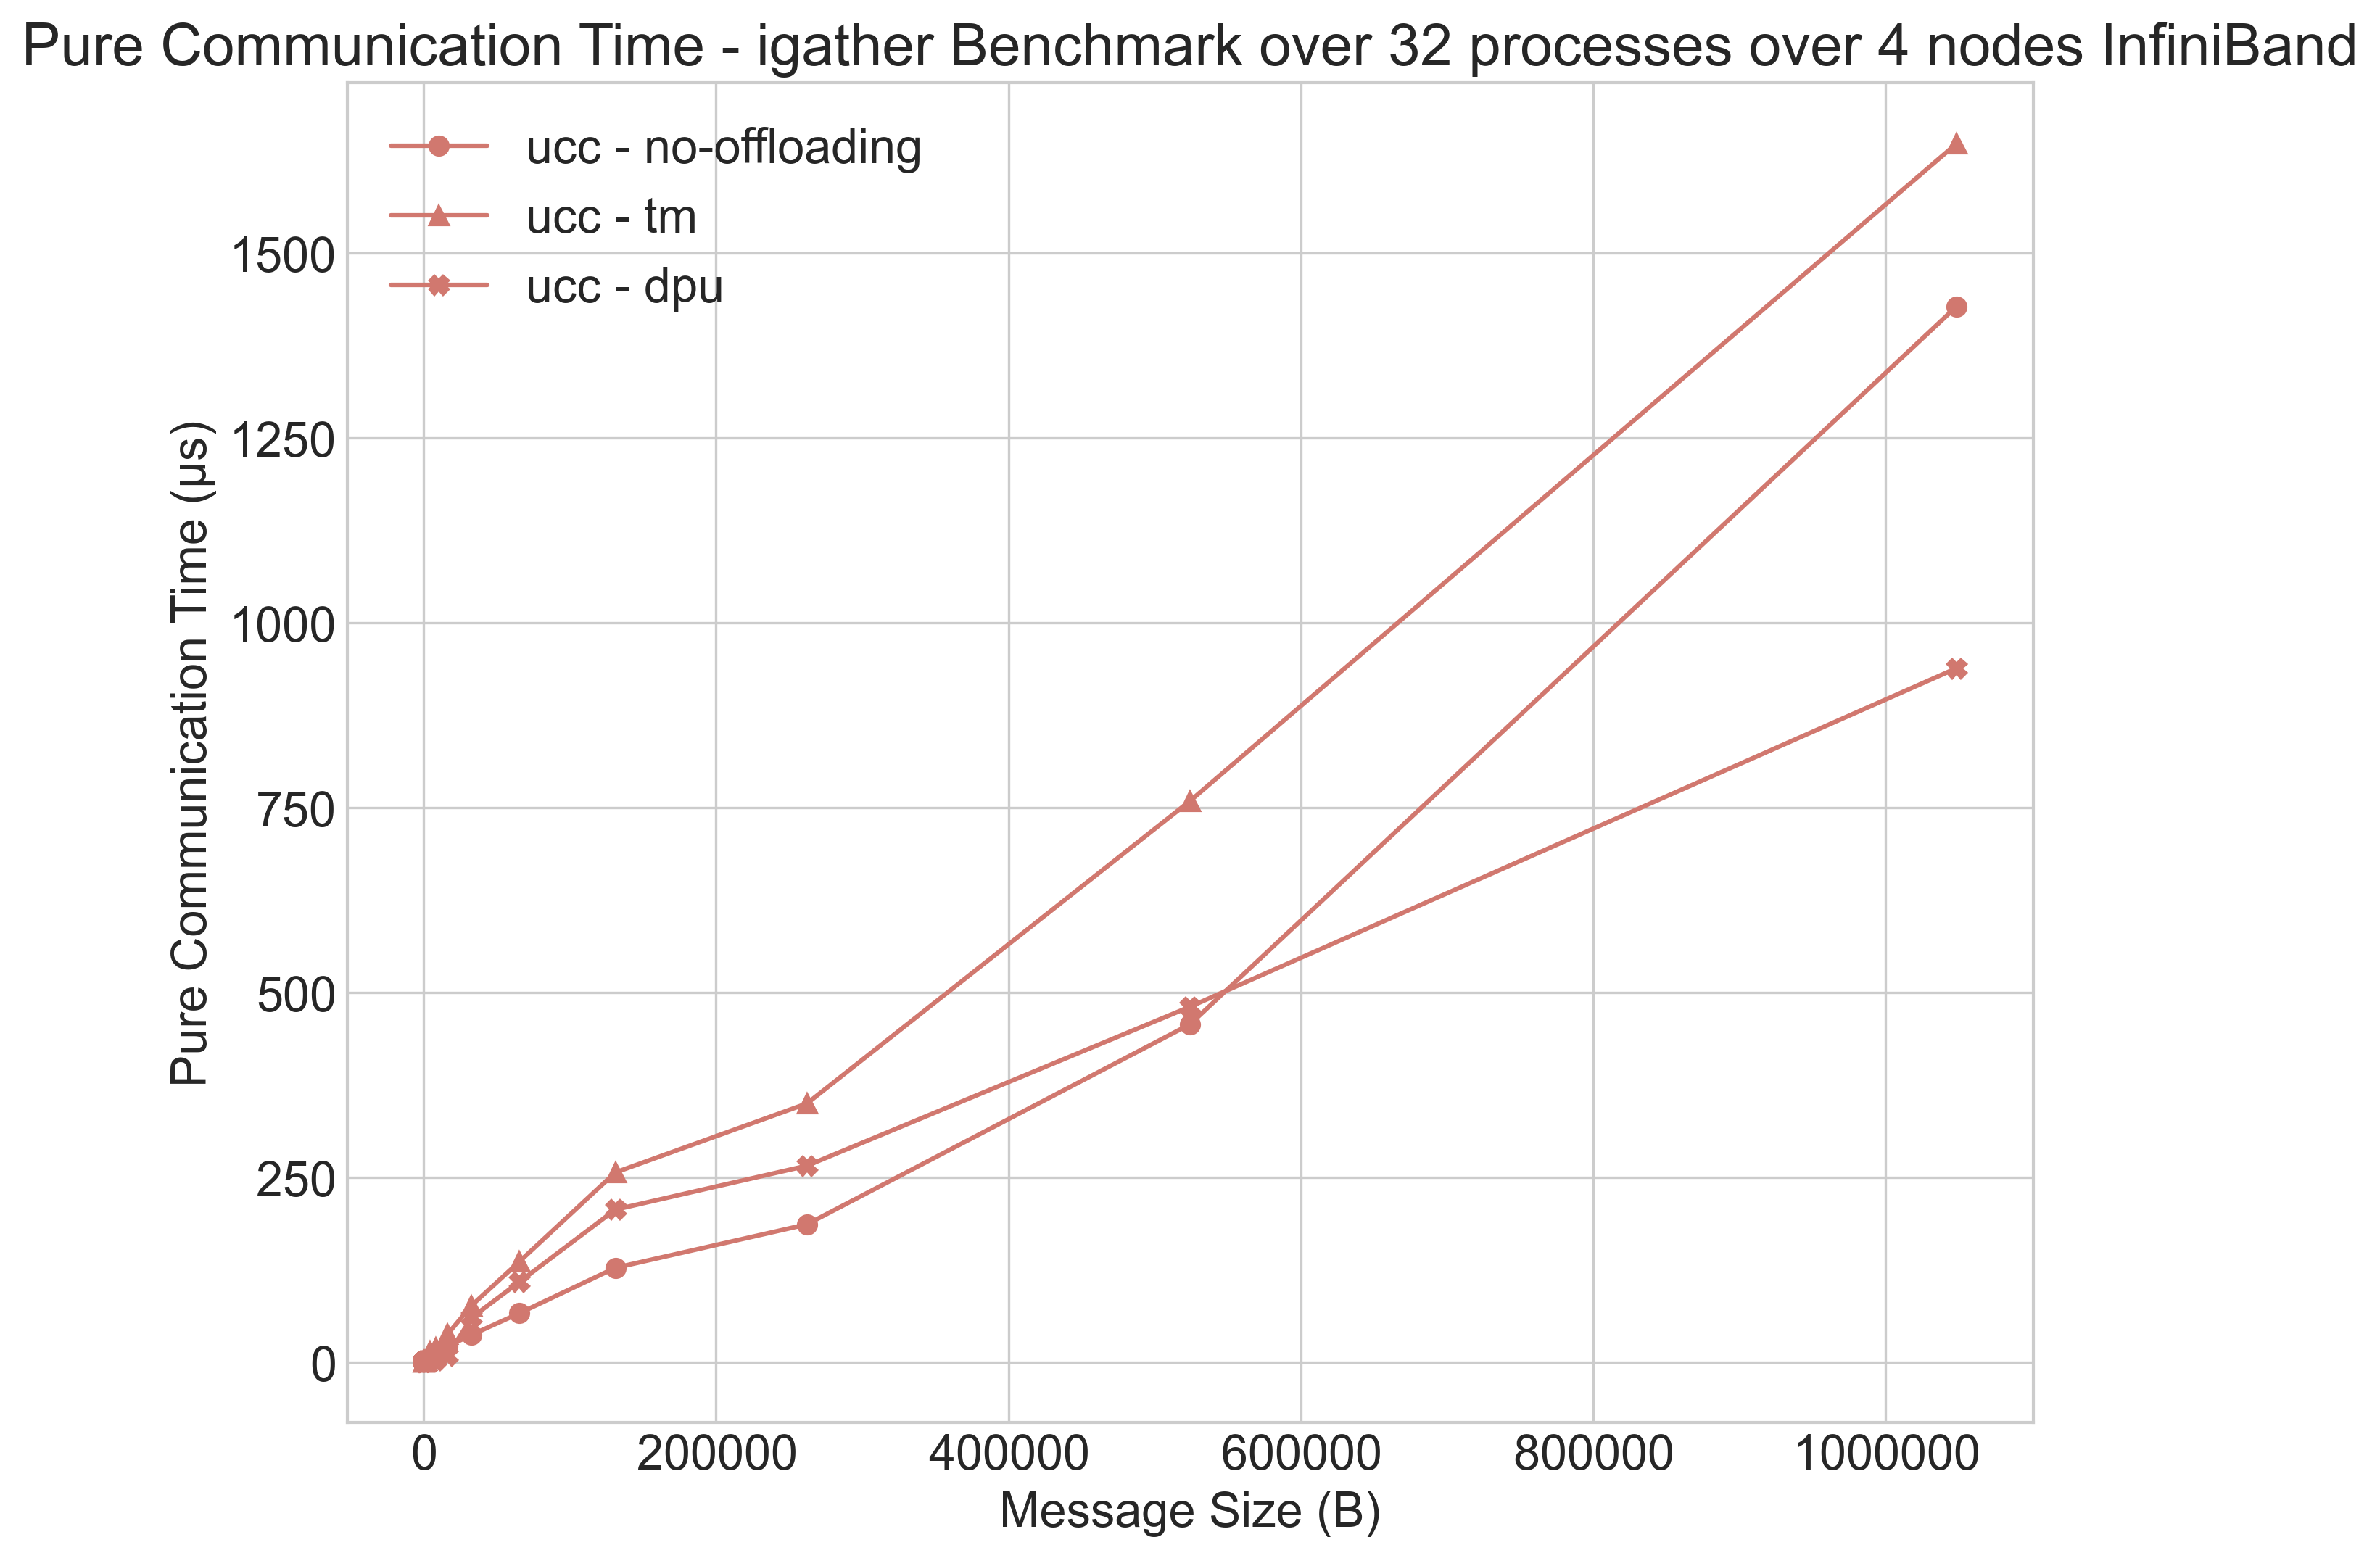 Pure Communication Time - igather Benchmark over 32 processes over 4 nodes InfiniBand
ucc - no-offloading
ucc - tm
ucc - dpu
Pure Communication Time (μs)
1500
1250
1000
750
500
250
0
0 200000 400000 600000 800000 1000000
Message Size (B)